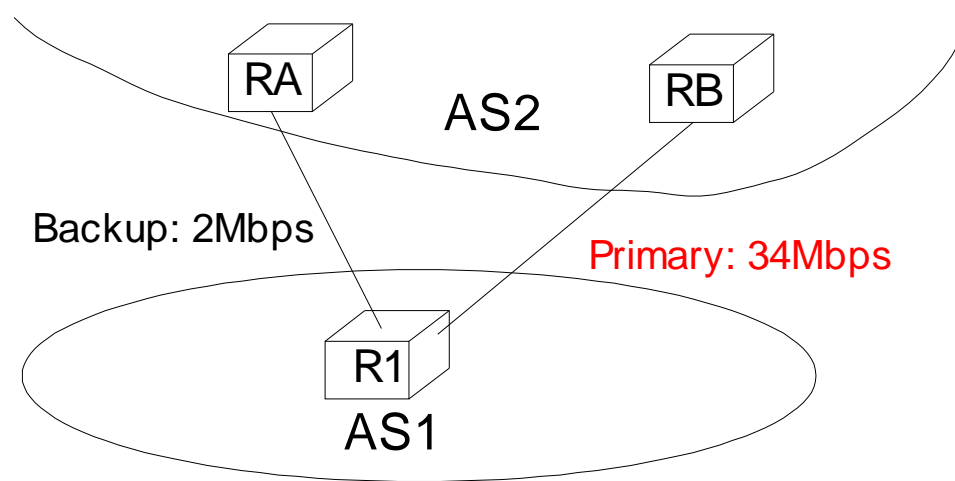 RA
RB
AS2
Backup: 2Mbps
Primary: 34Mbps
R1
AS1